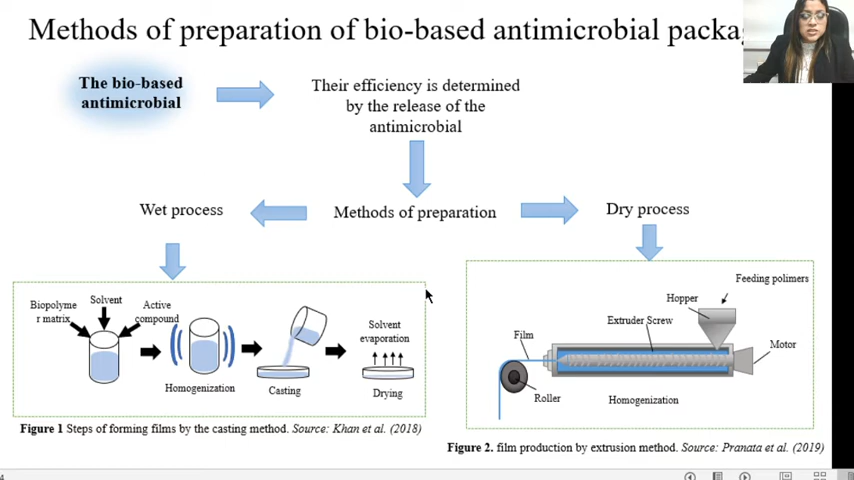 Methods of preparation of bio-based antimicrobial packa
The bio-based
antimicrobial
Their efficiency is determined
by the release of the
antimicrobial
Wet process
Methods of preparation
Dry process
Biopolyme
r matrix
Solvent
Active
compound
Homogenization
Casting
Solvent
evaporation
Drying
Figure 1 Steps of forming films by the casting method. Source: Khan et al. (2018)
Feeding polimers
Hopper
Extruder Screw
Motor
Film
Roller
Homogenization
Figure 2. film production by extrusion method. Source: Pranata et al. (2019)
4